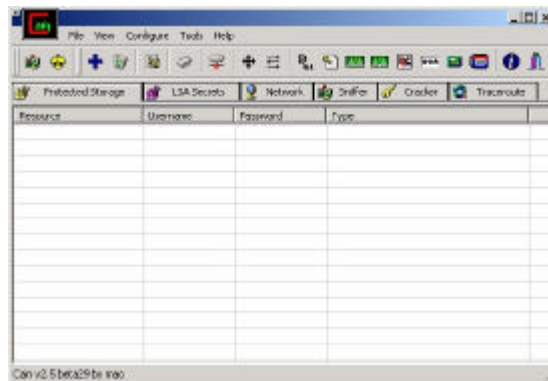 File View Configure Tools Help
Protected Storage LSA Secrets Network Sniffer Cracker Traceroute
Resource Username Password Type
Cain v2.5 beta29 by mao